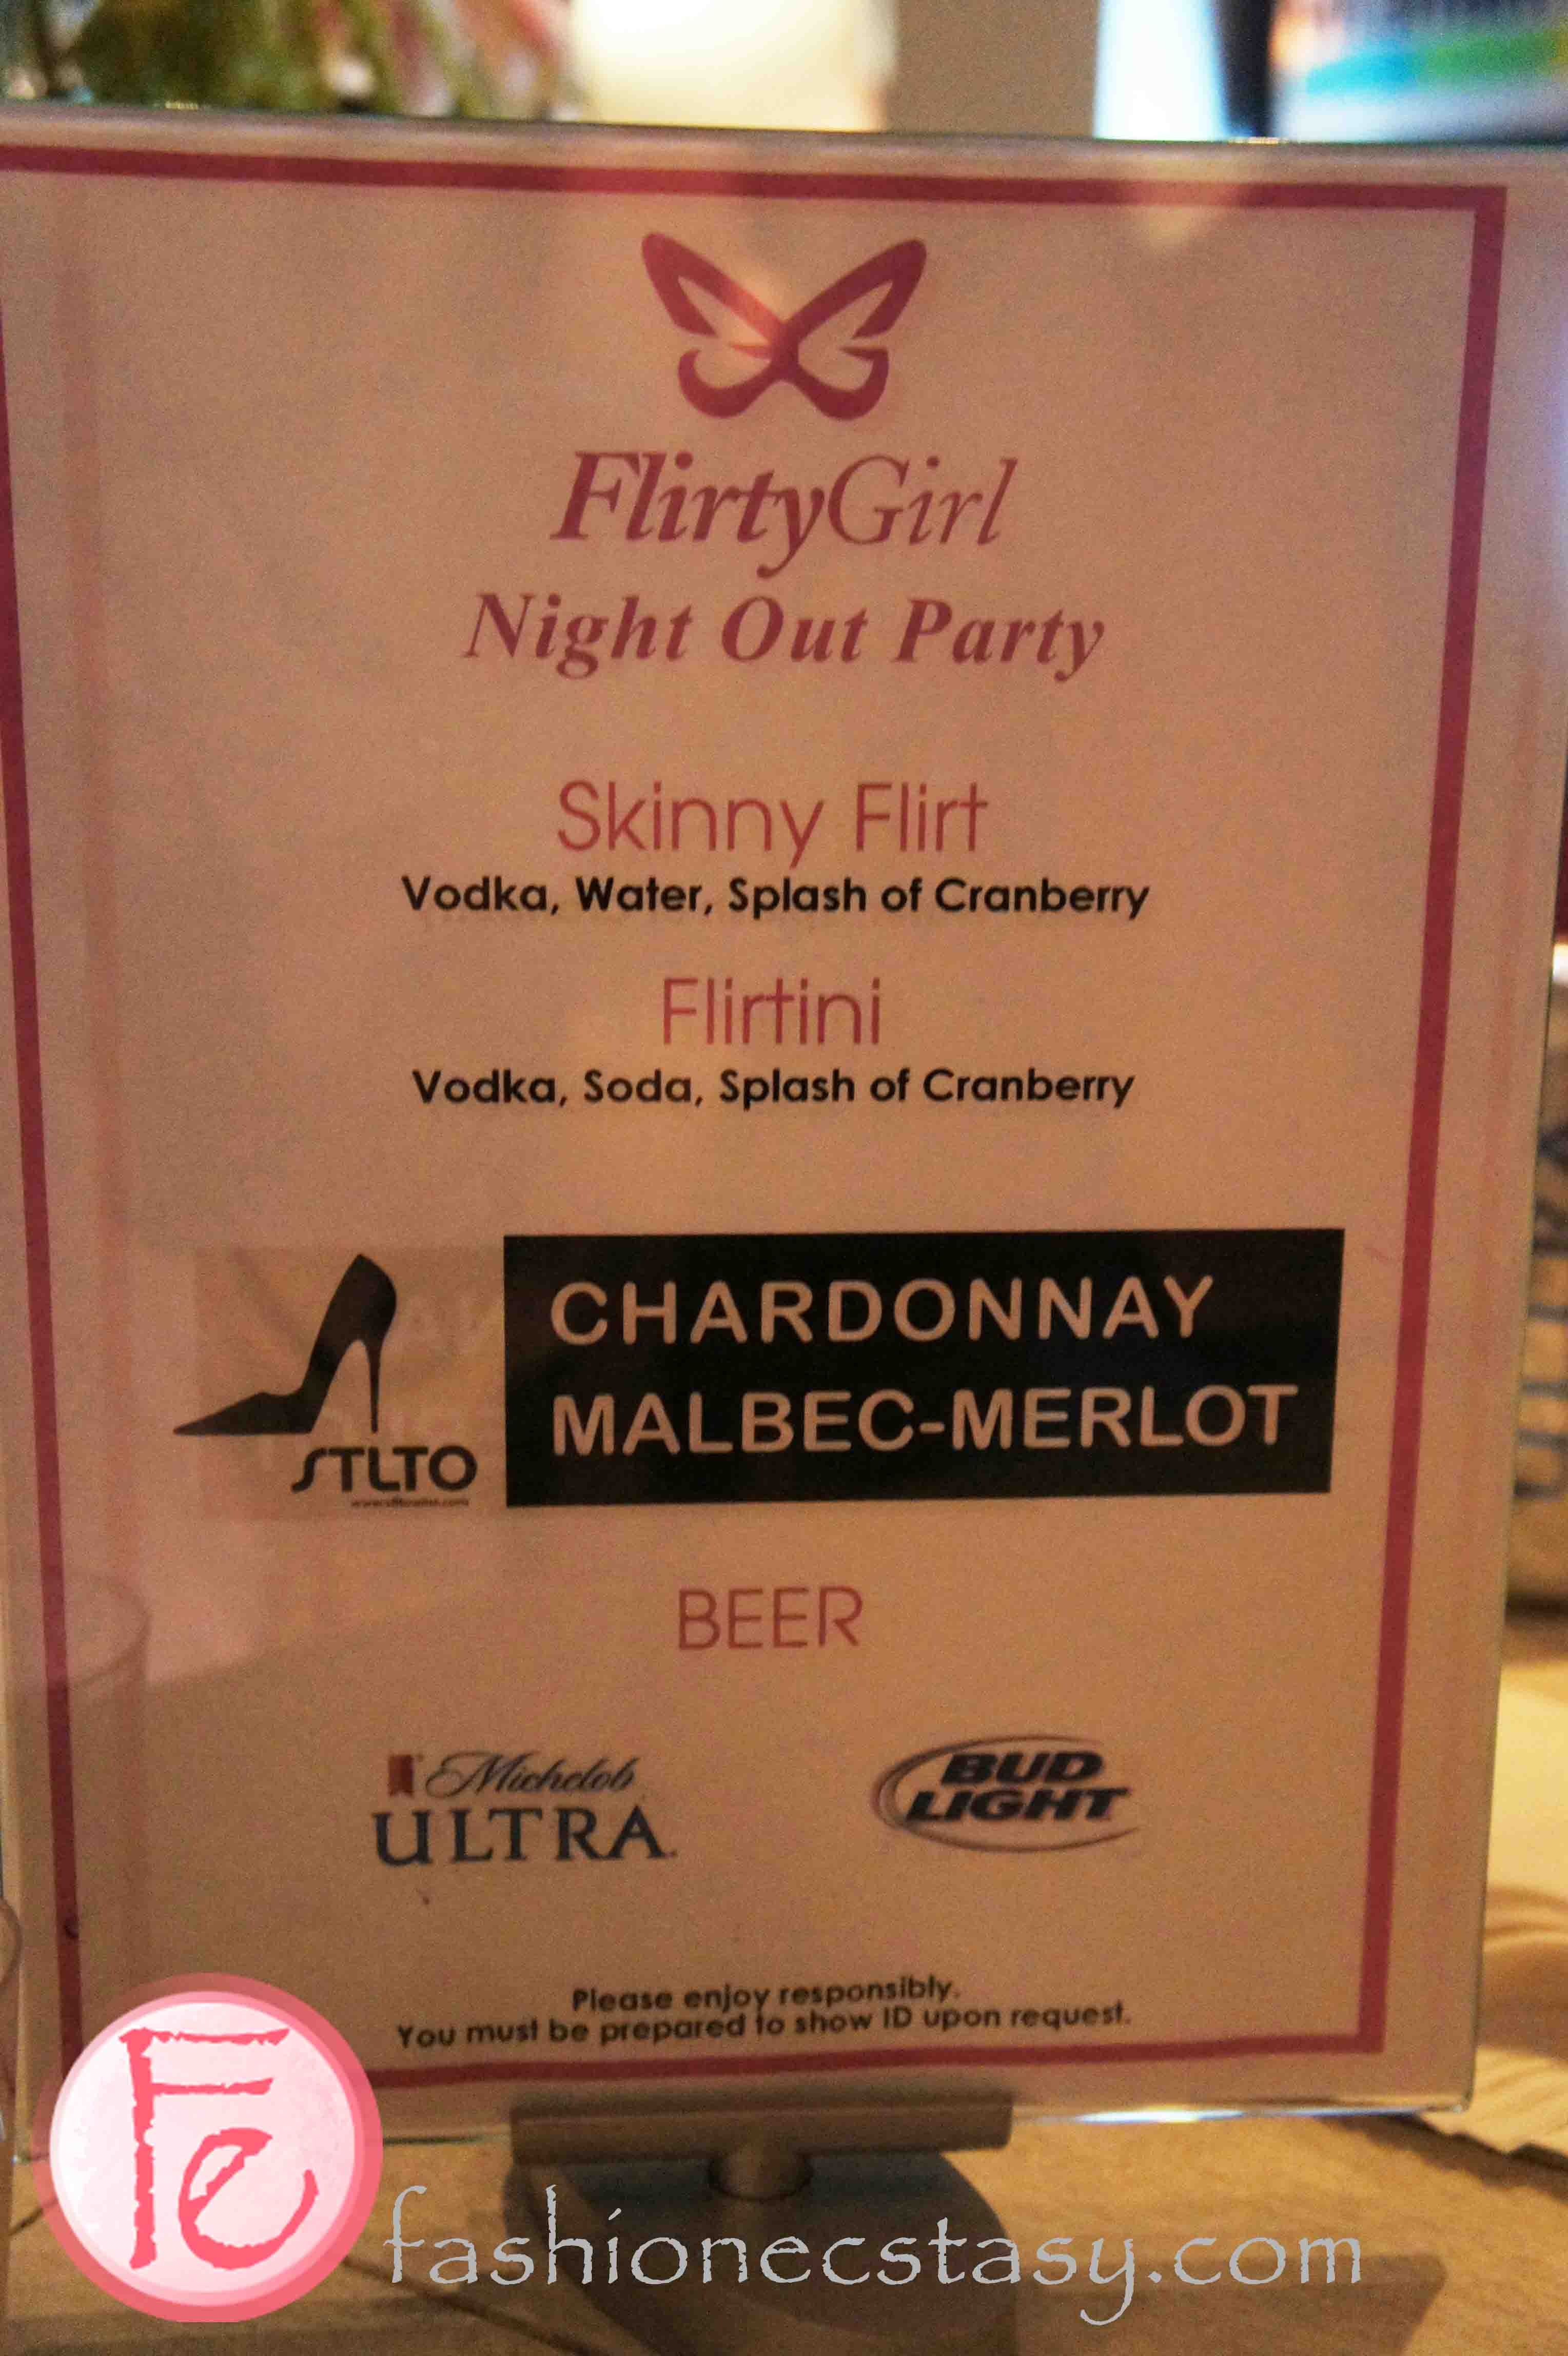 FlirtyGirl
Night Out Party
Skinny Flirt
Vodka, Water, Splash of Cranberry
Flirtini
Vodka, Soda, Splash of Cranberry
STLTO
CHARDONNAY
MALBEC-MERLOT
BEER
Michelob
ULTRA
BUD
LIGHT
Please enjoy responsibly.
You must be prepared to show ID upon request.
Fe
fashionecstasy.com